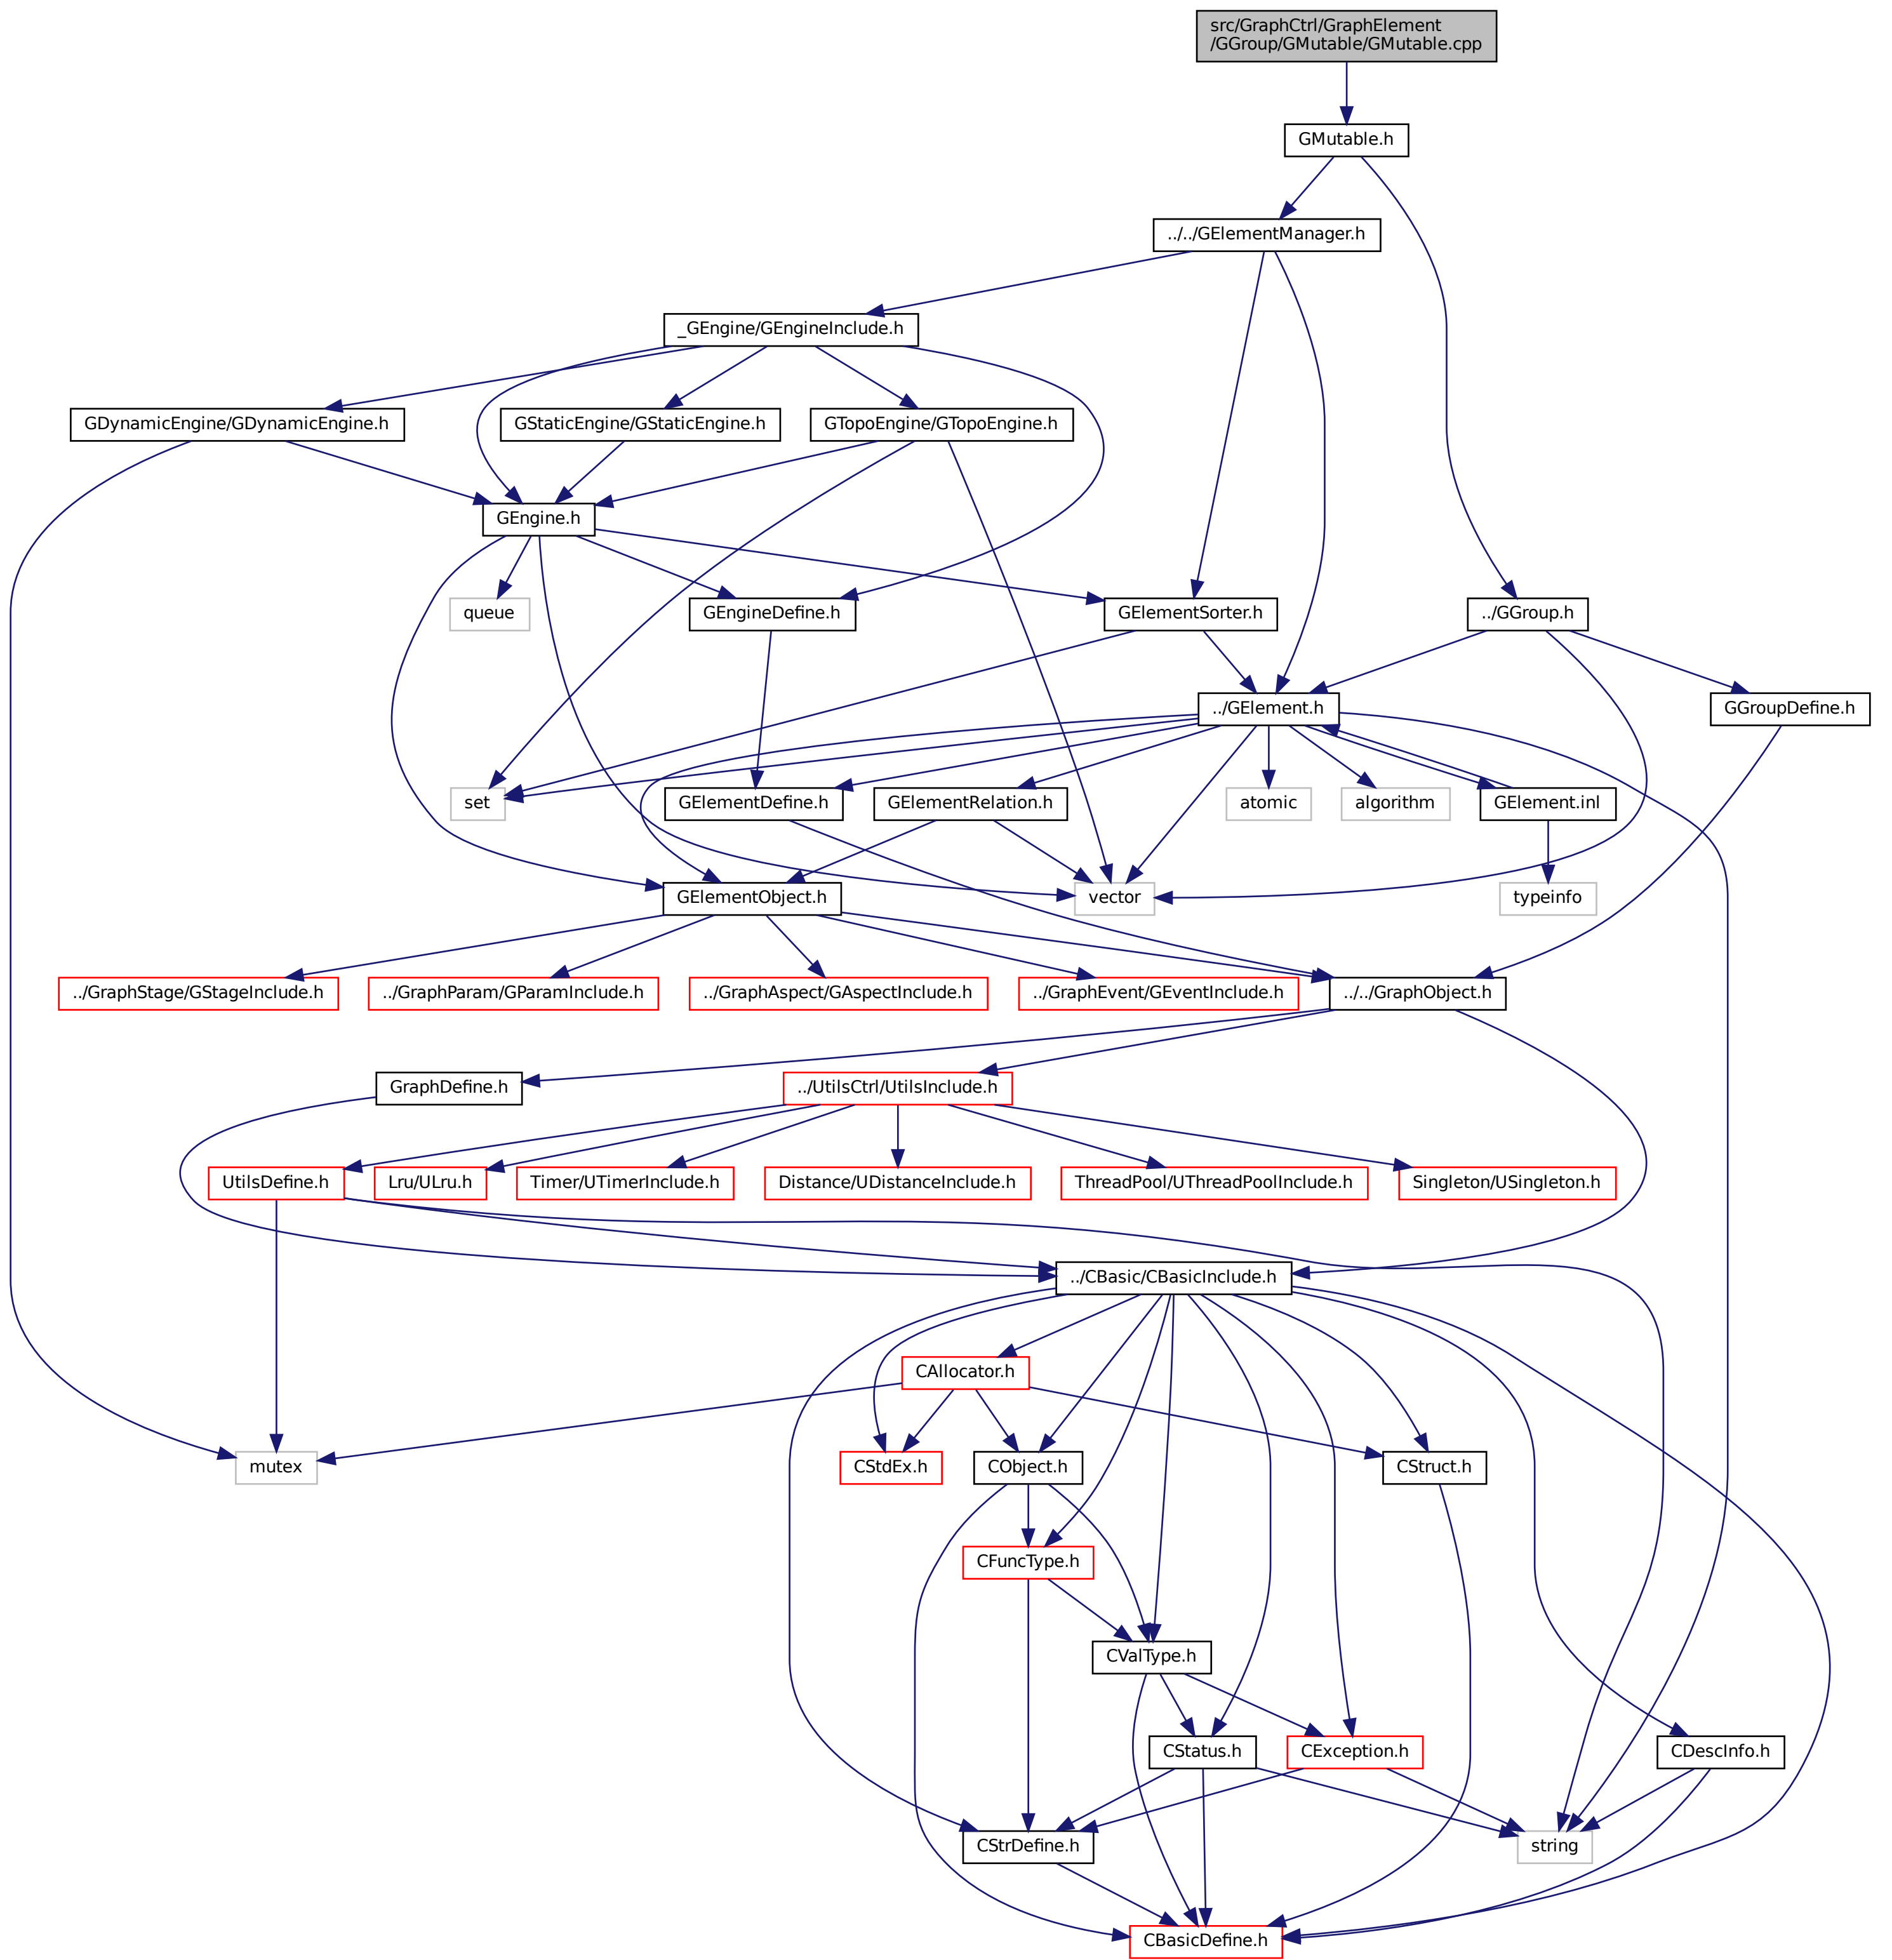 src/GraphCtrl/GraphElement
/GGroup/GMutable/GMutable.cpp
GMutable.h
../../GElementManager.h
_GEngine/GEngineInclude.h
GDynamicEngine/GDynamicEngine.h
GStaticEngine/GStaticEngine.h
GTopoEngine/GTopoEngine.h
GEngine.h
queue
GEngineDefine.h
GElementSorter.h
../GGroup.h
../GElement.h
GGroupDefine.h
set
GElementDefine.h
GElementRelation.h
atomic
algorithm
GElement.inl
GElementObject.h
vector
typeinfo
../GraphStage/GStageInclude.h
../GraphParam/GParamInclude.h
../GraphAspect/GAspectInclude.h
../GraphEvent/GEventInclude.h
../../GraphObject.h
GraphDefine.h
../UtilsCtrl/UtilsInclude.h
UtilsDefine.h
Lru/ULru.h
Timer/UTimerInclude.h
Distance/UDistanceInclude.h
ThreadPool/UThreadPoolInclude.h
Singleton/USingleton.h
../CBasic/CBasicInclude.h
CAllocator.h
mutex
CStdEx.h
CObject.h
CStruct.h
CFuncType.h
CValType.h
CStatus.h
CException.h
CDescInfo.h
CStrDefine.h
string
CBasicDefine.h